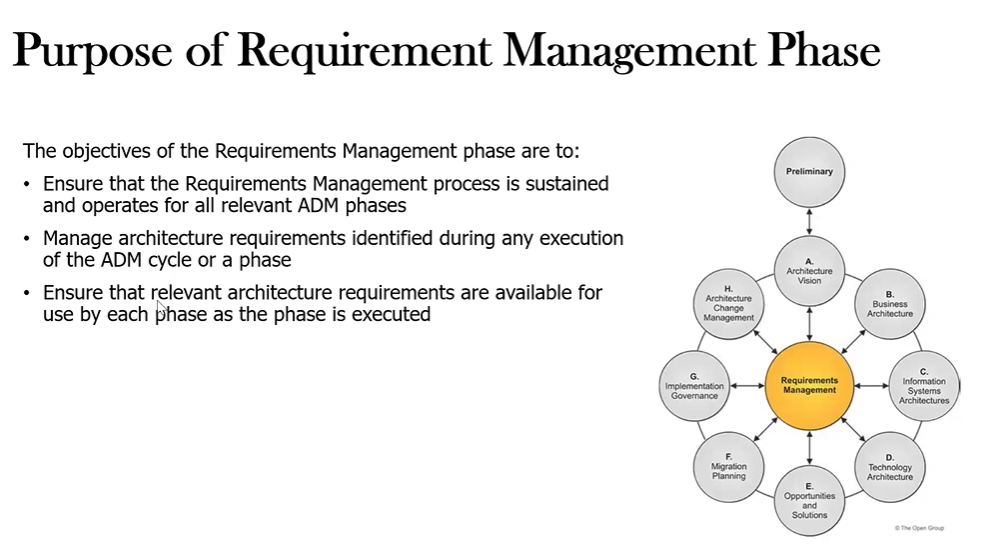 Purpose of Requirement Management Phase
The objectives of the Requirements Management phase are to:
• Ensure that the Requirements Management process is sustained
and operates for all relevant ADM phases
• Manage architecture requirements identified during any execution
of the ADM cycle or a phase
• Ensure that relevant architecture requirements are available for
use by each phase as the phase is executed
Preliminary
A.
Architecture
Vision
B.
Business
Architecture
C.
Information
Systems
Architectures
D.
Technology
Architecture
E.
Opportunities
and
Solutions
F.
Migration
Planning
G.
Implementation
Governance
H.
Architecture
Change
Management
Requirements
Management
© The Open Group